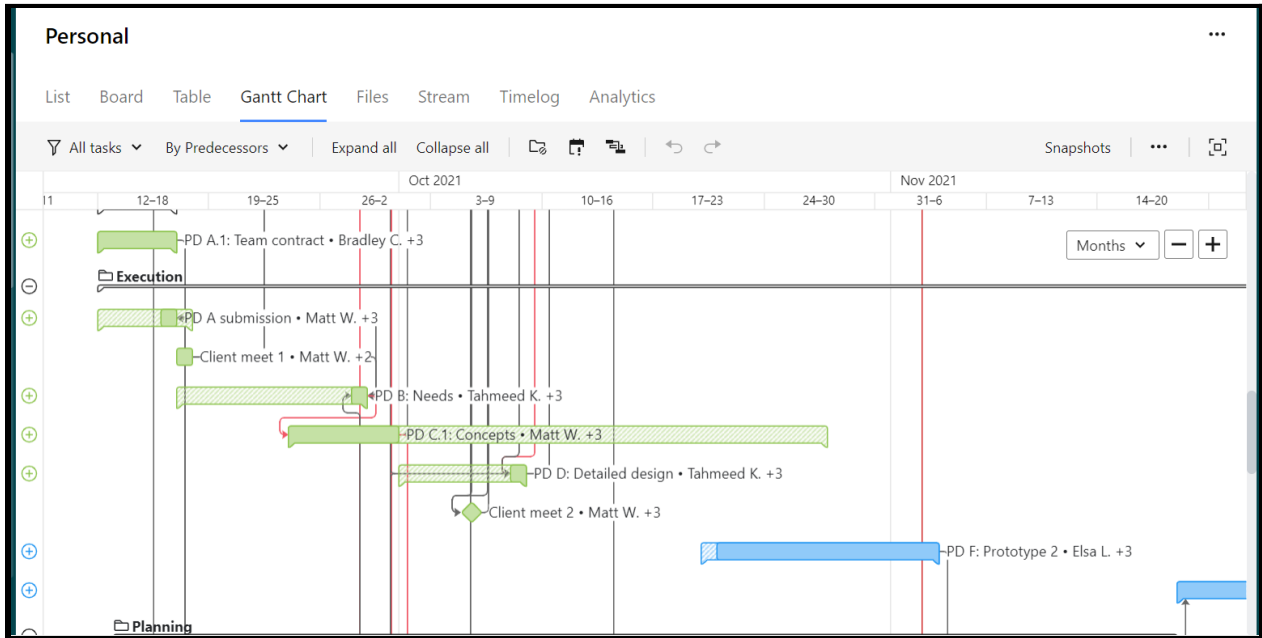 Personal
List Board Table Gantt Chart Files Stream Timelog Analytics
All tasks By Predecessors Expand all Collapse all Snapshots
Oct 2021 Nov 2021
11 12–18 19–25 26–2 3–9 10–16 17–23 24–30 31–6 7–13 14–20
PD A.1: Team contract • Bradley C. +3
Months
Execution
PD A submission • Matt W. +3
Client meet 1 • Matt W. +2
PD B: Needs • Tahmeed K. +3
PD C.1: Concepts • Matt W. +3
PD D: Detailed design • Tahmeed K. +3
Client meet 2 • Matt W. +3
PD F: Prototype 2 • Elsa L. +3
Planning